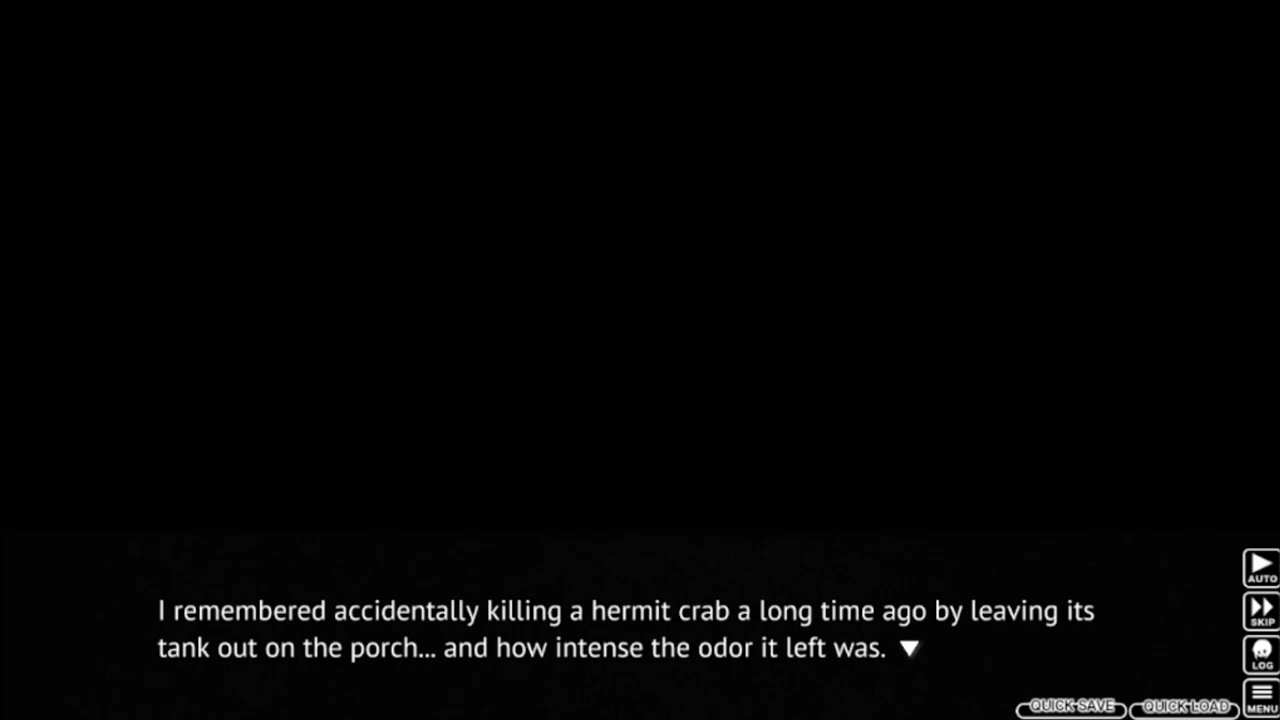 I remembered accidentally killing a hermit crab a long time ago by leaving its
tank out on the porch... and how intense the odor it left was.
AUTO
SKIP
LOG
MENU
QUICK SAVE QUICK LOAD